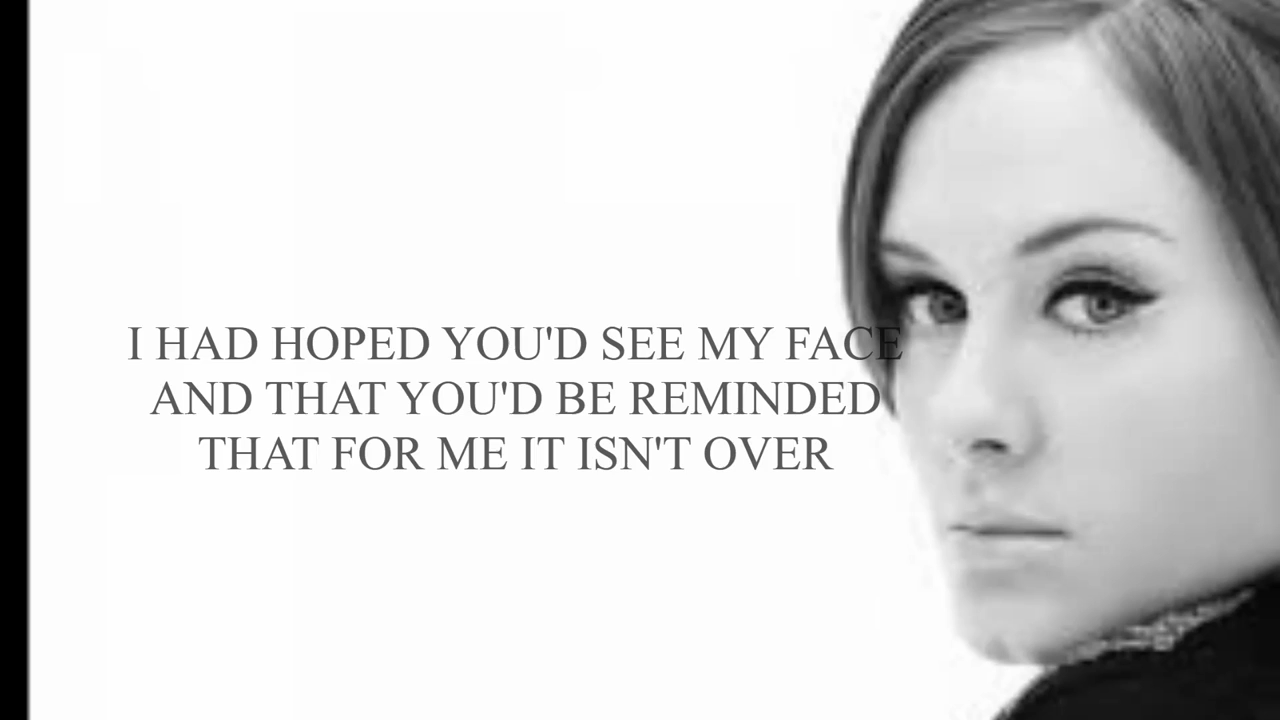 I HAD HOPED YOU'D SEE MY FACE
AND THAT YOU'D BE REMINDED
THAT FOR ME IT ISN'T OVER